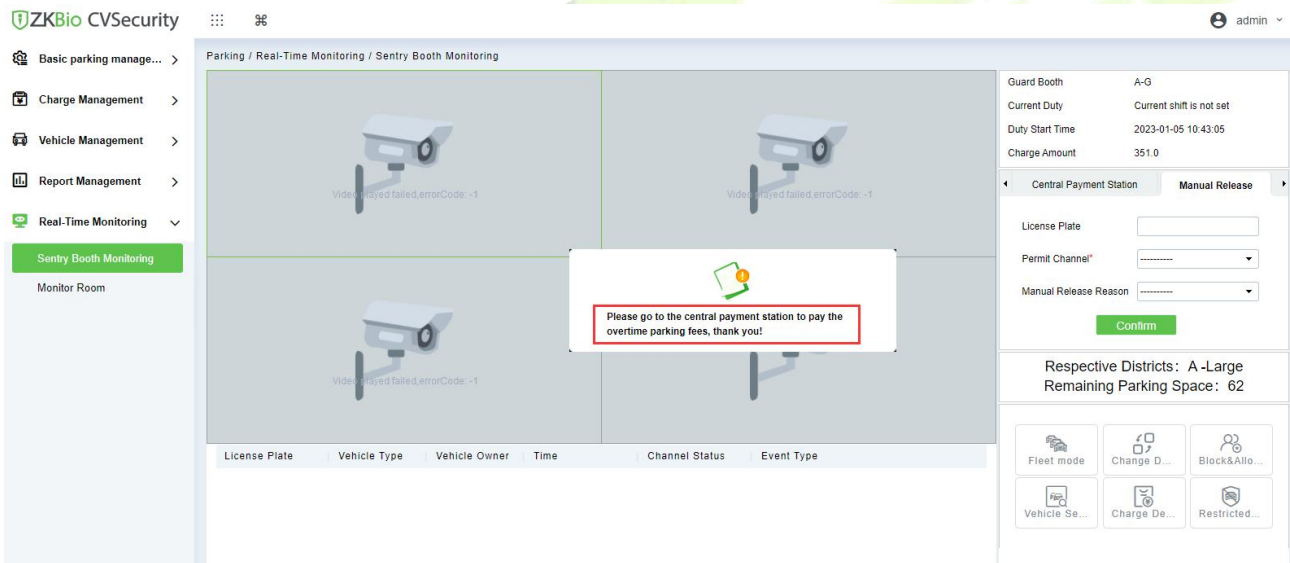 ZKBio CVSecurity
admin
Basic parking manage...
Charge Management
Vehicle Management
Report Management
Real-Time Monitoring
Sentry Booth Monitoring
Monitor Room
Parking / Real-Time Monitoring / Sentry Booth Monitoring
Video played failed,errorCode: -1
Video played failed,errorCode: -1
Video played failed,errorCode: -1
Please go to the central payment station to pay the
overtime parking fees, thank you!
License Plate Vehicle Type Vehicle Owner Time Channel Status Event Type
Guard Booth A-G
Current Duty Current shift is not set
Duty Start Time 2023-01-05 10:43:05
Charge Amount 351.0
Central Payment Station Manual Release
License Plate
Permit Channel* ----------
Manual Release Reason ----------
Confirm
Respective Districts: A -Large
Remaining Parking Space: 62
Fleet mode Change D... Block&Allo...
Vehicle Se... Charge De... Restricted...